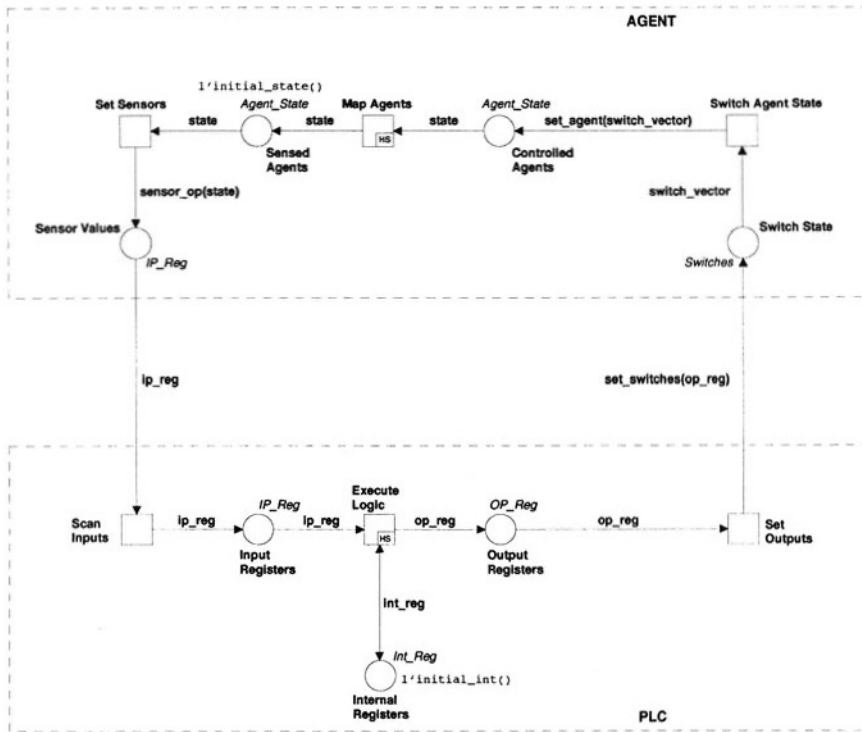 AGENT
1'initial_state()
Set Sensors
Agent_State
Map Agents
Agent_State
Switch Agent State
state
state
state
set_agent(switch_vector)
HS
Sensed
Agents
Controlled
Agents
sensor_op(state)
switch_vector
Sensor Values
Switch State
IP_Reg
Switches
ip_reg
set_switches(op_reg)
Execute
Logic
IP_Reg
OP_Reg
Scan
Inputs
ip_reg
ip_reg
op_reg
op_reg
Set
Outputs
HS
Input
Registers
Output
Registers
int_reg
Int_Reg
1'initial_int()
Internal
Registers
PLC